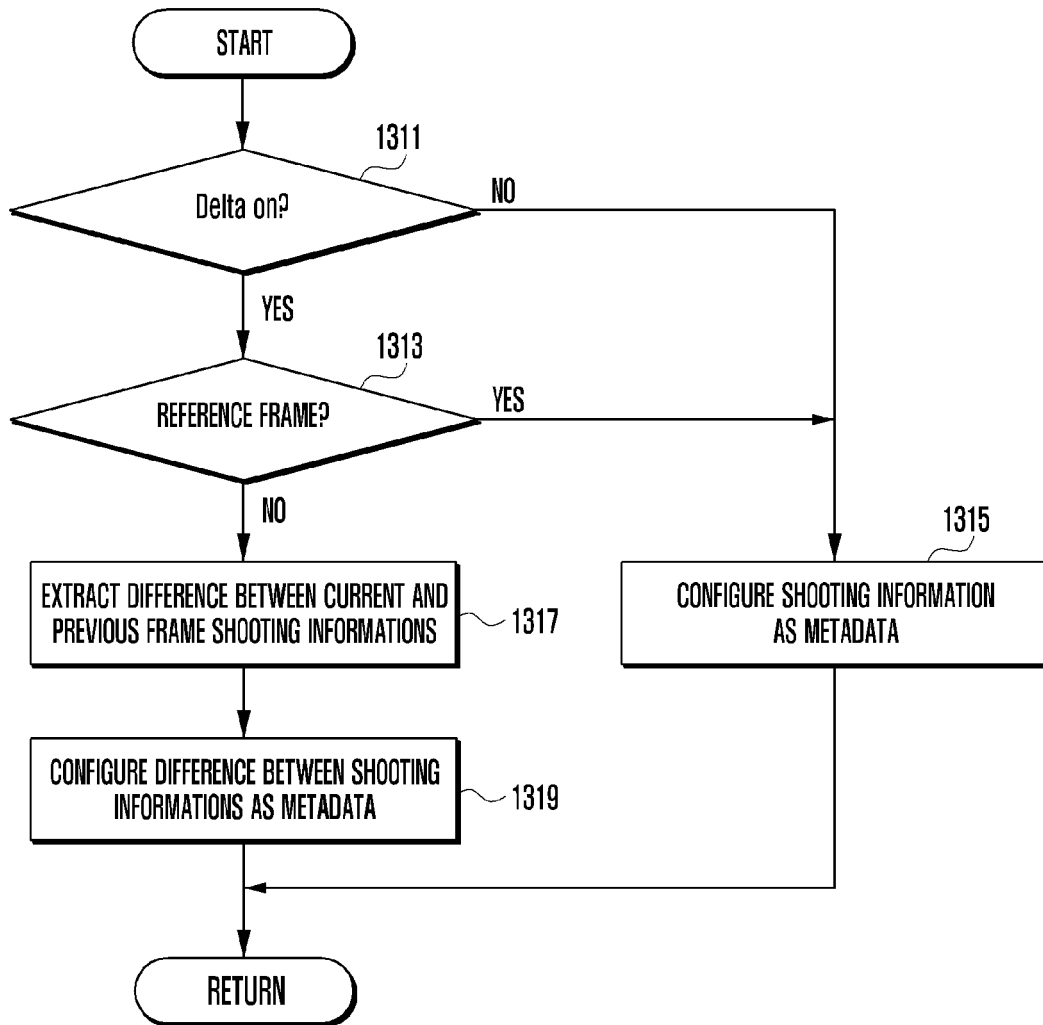 START
1311
Delta on?
NO
YES
1313
REFERENCE FRAME?
YES
NO
1315
EXTRACT DIFFERENCE BETWEEN CURRENT AND
PREVIOUS FRAME SHOOTING INFORMATIONS
1317
CONFIGURE SHOOTING INFORMATION
AS METADATA
CONFIGURE DIFFERENCE BETWEEN SHOOTING
INFORMATIONS AS METADATA
1319
RETURN